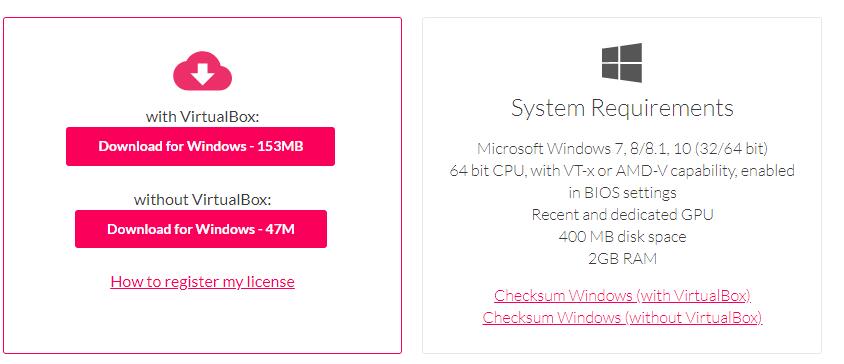 with VirtualBox:
Download for Windows - 153MB
without VirtualBox:
Download for Windows - 47M
How to register my license
System Requirements
Microsoft Windows 7, 8/8.1, 10 (32/64 bit)
64 bit CPU, with VT-x or AMD-V capability, enabled
in BIOS settings
Recent and dedicated GPU
400 MB disk space
2GB RAM
Checksum Windows (with VirtualBox)
Checksum Windows (without VirtualBox)